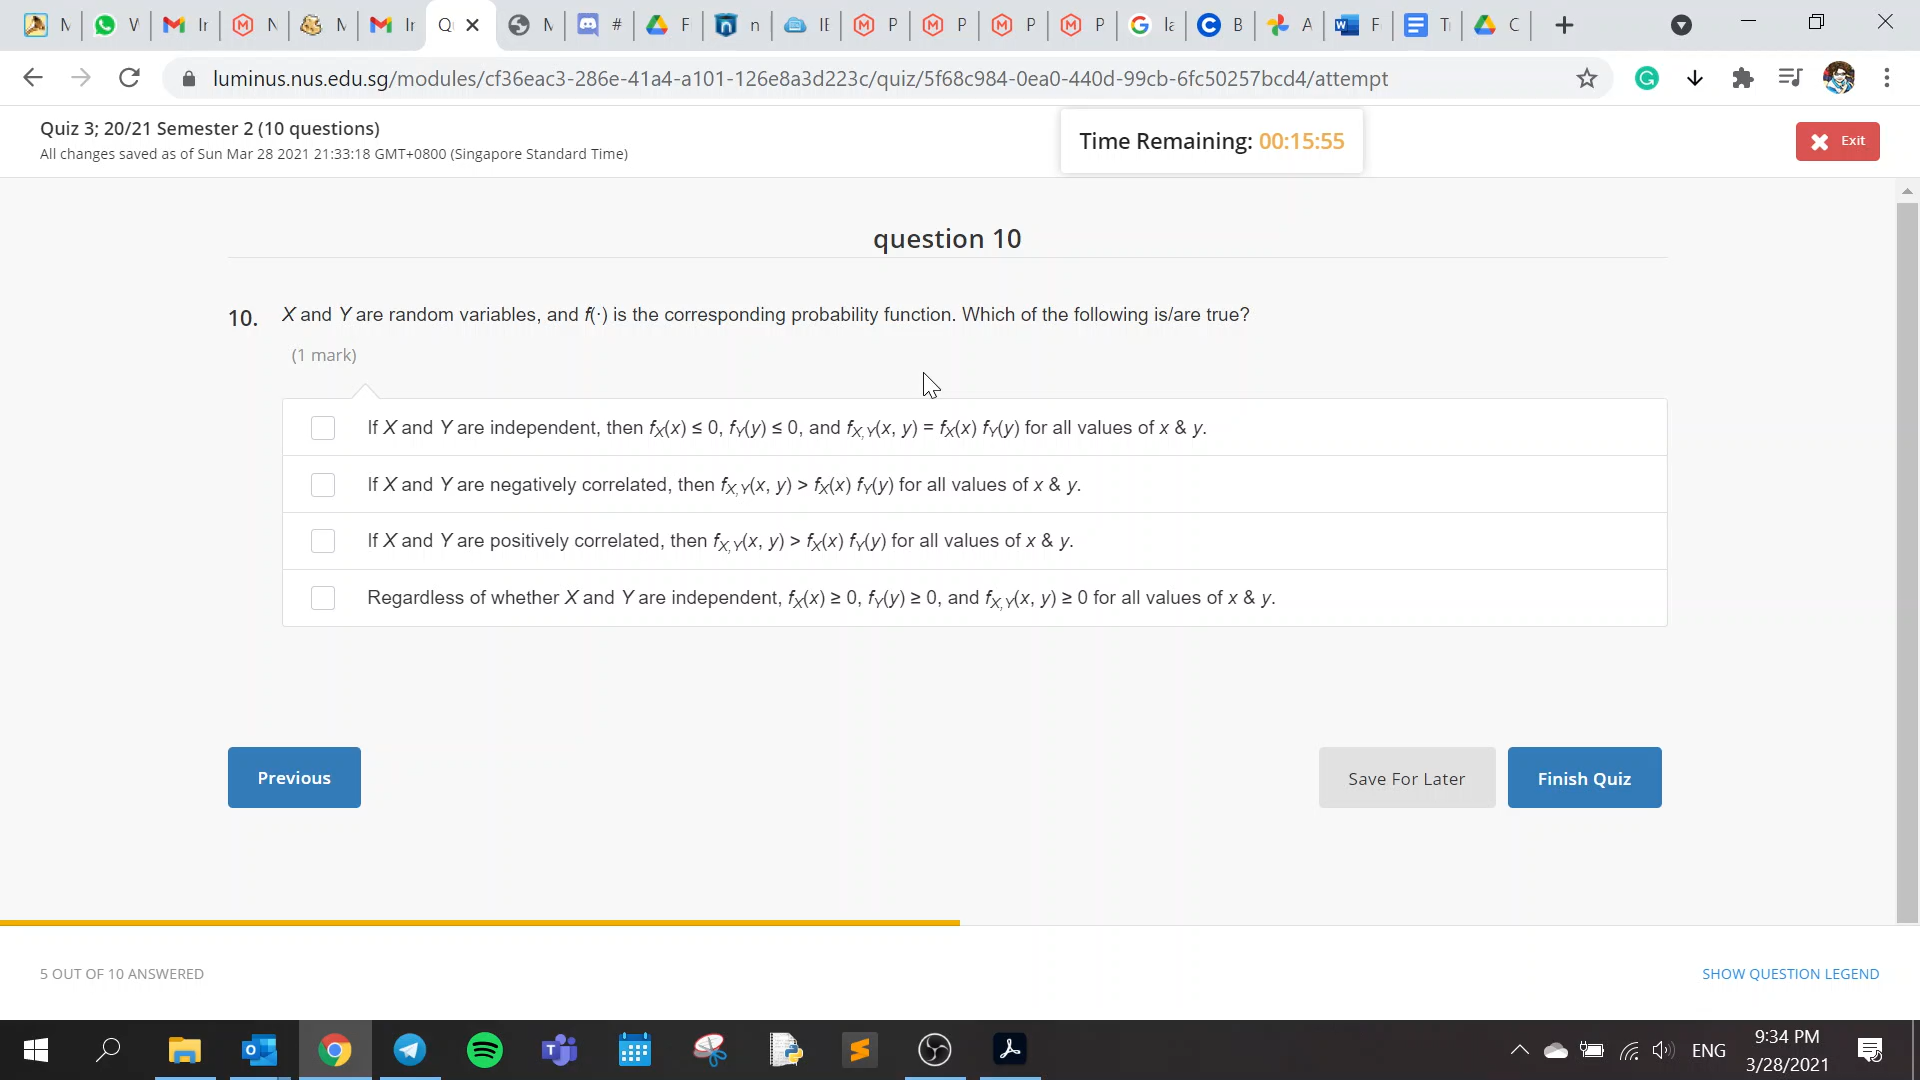 luminus.nus.edu.sg/modules/cf36eac3-286e-41a4-a101-126e8a3d223c/quiz/5f68c984-0ea0-440d-99cb-6fc50257bcd4/attempt
Quiz 3; 20/21 Semester 2 (10 questions)
All changes saved as of Sun Mar 28 2021 21:33:18 GMT+0800 (Singapore Standard Time)
Time Remaining: 00:15:55
Exit
question 10
10. X and Y are random variables, and f(·) is the corresponding probability function. Which of the following is/are true?
(1 mark)
If X and Y are independent, then fX(x) ≤ 0, fY(y) ≤ 0, and fX,Y(x, y) = fX(x) fY(y) for all values of x & y.
If X and Y are negatively correlated, then fX,Y(x, y) > fX(x) fY(y) for all values of x & y.
If X and Y are positively correlated, then fX,Y(x, y) > fX(x) fY(y) for all values of x & y.
Regardless of whether X and Y are independent, fX(x) ≥ 0, fY(y) ≥ 0, and fX,Y(x, y) ≥ 0 for all values of x & y.
Previous
Save For Later
Finish Quiz
5 OUT OF 10 ANSWERED
SHOW QUESTION LEGEND
ENG
9:34 PM
3/28/2021